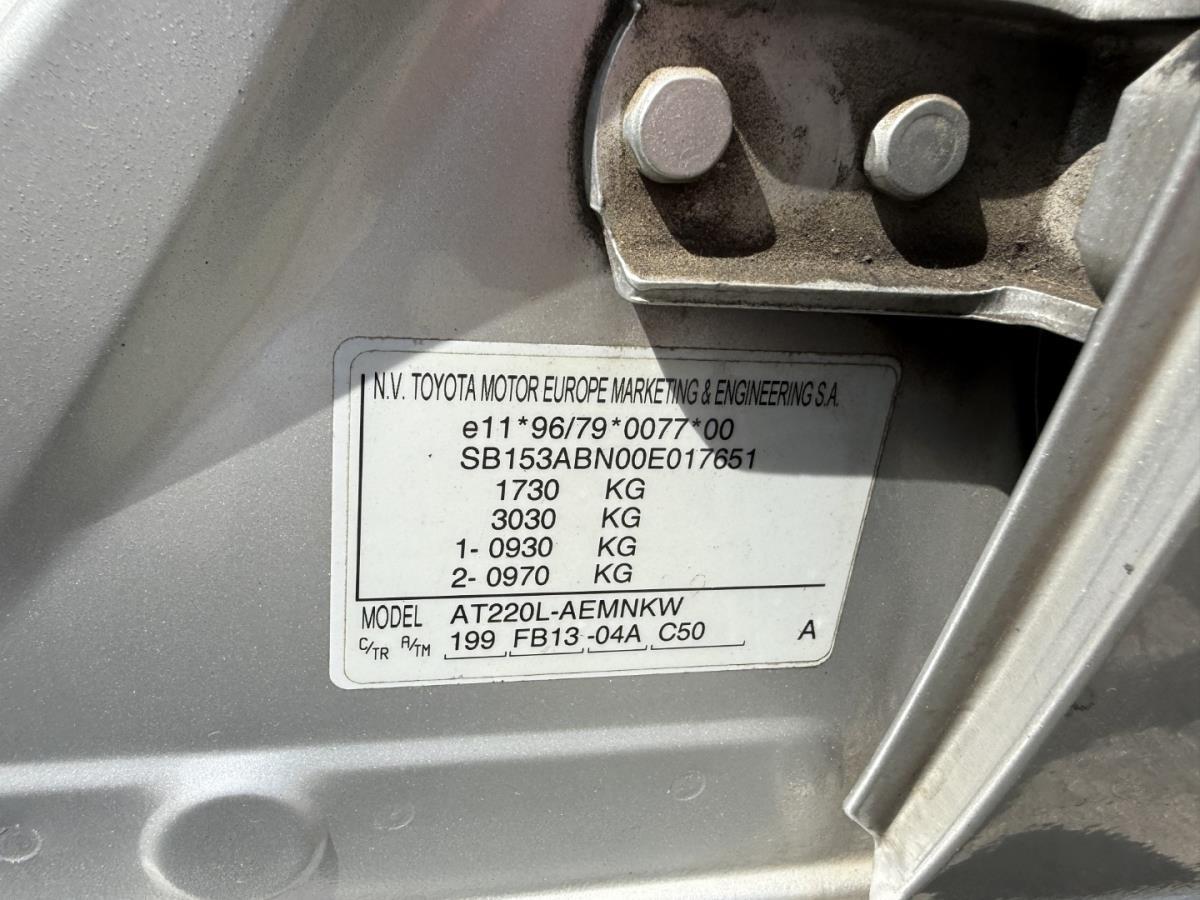 N.V. TOYOTA MOTOR EUROPE MARKETING & ENGINEERING S.A.
e11*96/79*0077*00
SB153ABN00E017651
1730 KG
3030 KG
1- 0930 KG
2- 0970 KG
MODEL AT220L-AEMNKW
C/TR A/TM 199 FB13 -04A C50 A